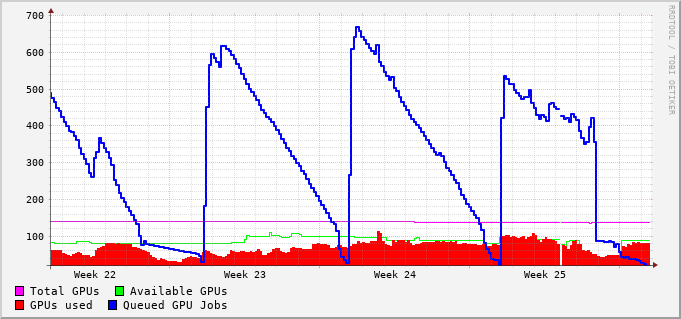 700
600
500
400
300
200
100
Week 22 Week 23 Week 24 Week 25
Total GPUs Available GPUs
GPUs used Queued GPU Jobs
RRDTOOL / TOBI OETIKER